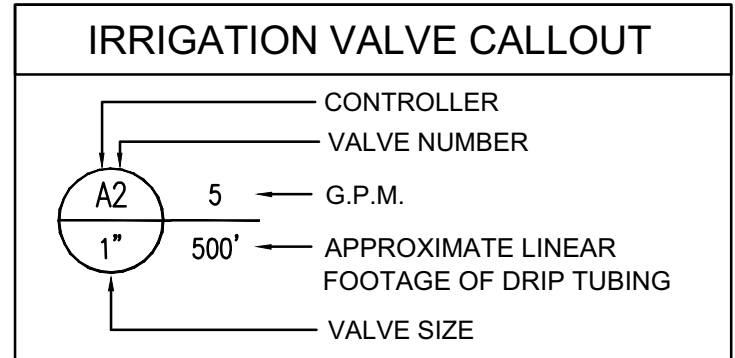 IRRIGATION VALVE CALLOUT
CONTROLLER
VALVE NUMBER
A2 5 G.P.M.
1" 500' APPROXIMATE LINEAR
FOOTAGE OF DRIP TUBING
VALVE SIZE